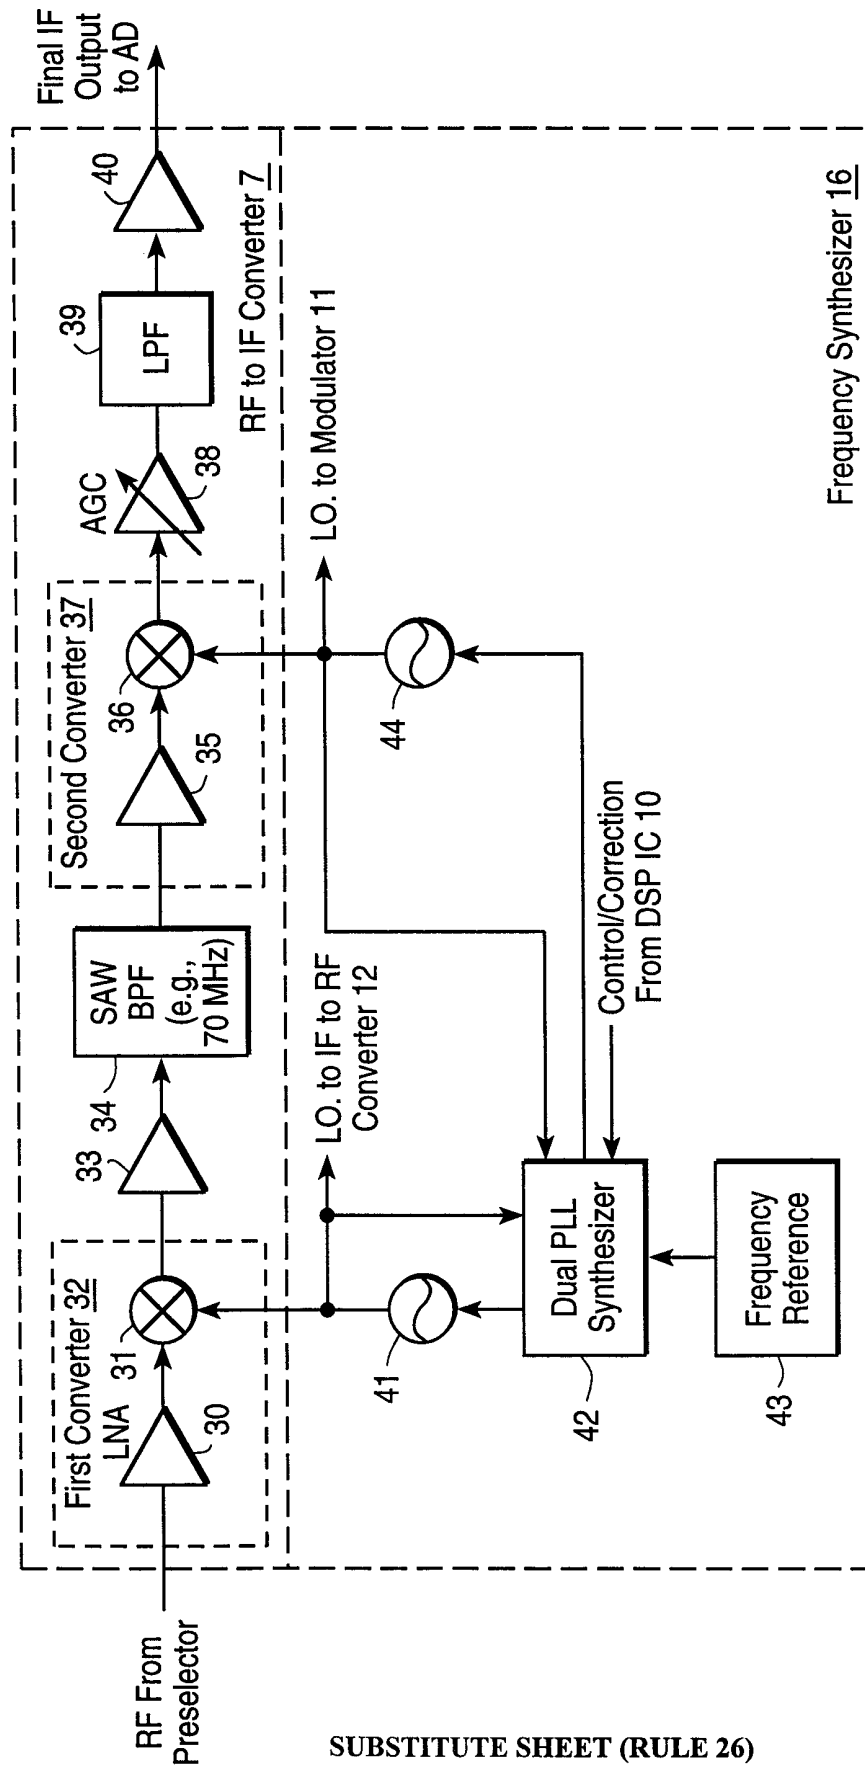 RF From
Preselector
First Converter 32
LNA
30
31
33
34
SAW
BPF
(e.g.,
70 MHz)
Second Converter 37
35
36
AGC
38
39
LPF
40
Final IF
Output
to AD
RF to IF Converter 7
LO. to IF to RF
Converter 12
LO. to Modulator 11
41
44
42
Dual PLL
Synthesizer
Control/Correction
From DSP IC 10
43
Frequency
Reference
Frequency Synthesizer 16
SUBSTITUTE SHEET (RULE 26)